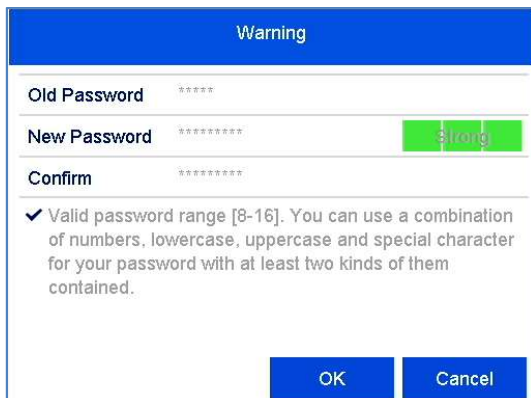 Warning
Old Password *****
New Password ********* Strong
Confirm *********
✔ Valid password range [8-16]. You can use a combination
of numbers, lowercase, uppercase and special character
for your password with at least two kinds of them
contained.
OK Cancel